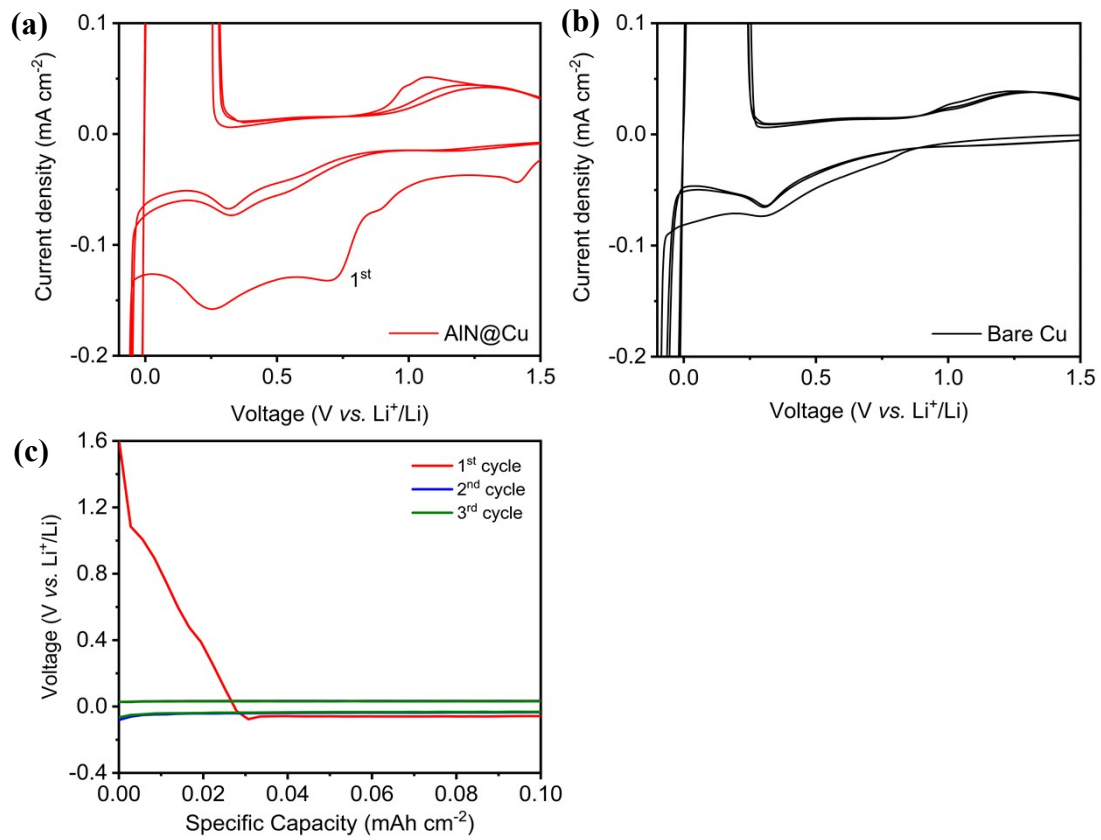 (a)
0.1
0.0
-0.1
-0.2
Current density (mA cm⁻²)
1ˢᵗ
AlN@Cu
0.0
0.5
1.0
1.5
Voltage (V vs. Li⁺/Li)
(b)
0.1
0.0
-0.1
-0.2
Current density (mA cm⁻²)
Bare Cu
0.0
0.5
1.0
1.5
Voltage (V vs. Li⁺/Li)
(c)
1.6
1.2
0.8
0.4
0.0
-0.4
Voltage (V vs. Li⁺/Li)
1ˢᵗ cycle
2ⁿᵈ cycle
3ʳᵈ cycle
0.00
0.02
0.04
0.06
0.08
0.10
Specific Capacity (mAh cm⁻²)